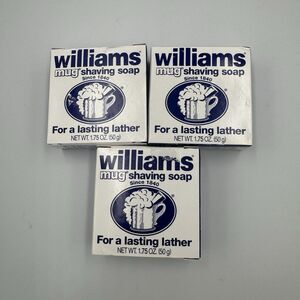 williams
mug shaving soap
Since 1840
For a lasting lather
NET WT. 1.75 OZ. (50 g)
williams
mug shaving soap
Since 1840
For a lasting lather
NET WT. 1.75 OZ. (50 g)
williams
mug shaving soap
Since 1840
For a lasting lather
NET WT. 1.75 OZ. (50 g)